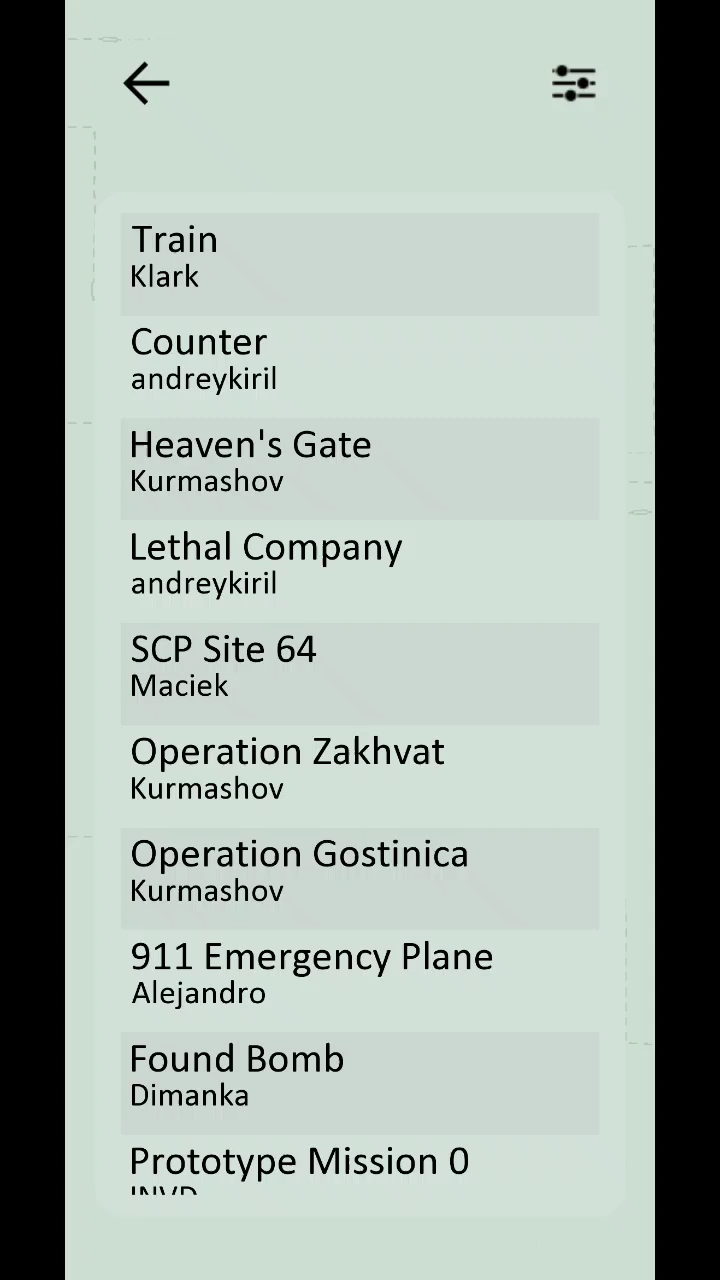 Train
Klark
Counter
andreykiril
Heaven's Gate
Kurmashov
Lethal Company
andreykiril
SCP Site 64
Maciek
Operation Zakhvat
Kurmashov
Operation Gostinica
Kurmashov
911 Emergency Plane
Alejandro
Found Bomb
Dimanka
Prototype Mission 0